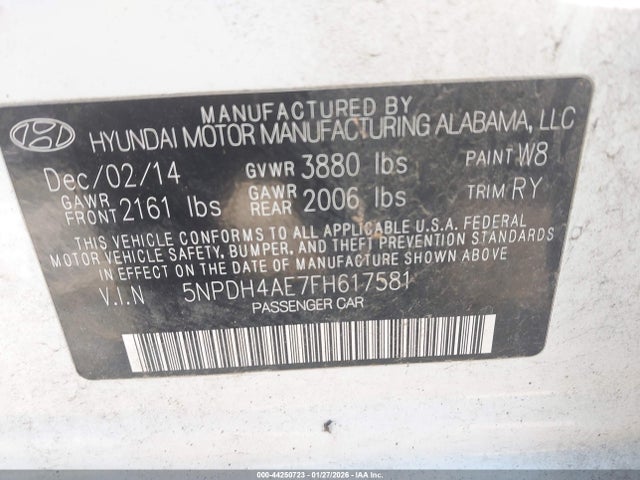 MANUFACTURED BY
HYUNDAI MOTOR MANUFACTURING ALABAMA, LLC
Dec/02/14 GVWR 3880 lbs PAINT W8
GAWR FRONT 2161 lbs GAWR REAR 2006 lbs TRIM RY
THIS VEHICLE CONFORMS TO ALL APPLICABLE U.S.A. FEDERAL
MOTOR VEHICLE SAFETY, BUMPER, AND THEFT PREVENTION STANDARDS
IN EFFECT ON THE DATE OF MANUFACTURE SHOWN ABOVE
V.I.N 5NPDH4AE7FH617581
PASSENGER CAR
000-44250723 - 01/27/2026 - IAAI Inc. Copyright